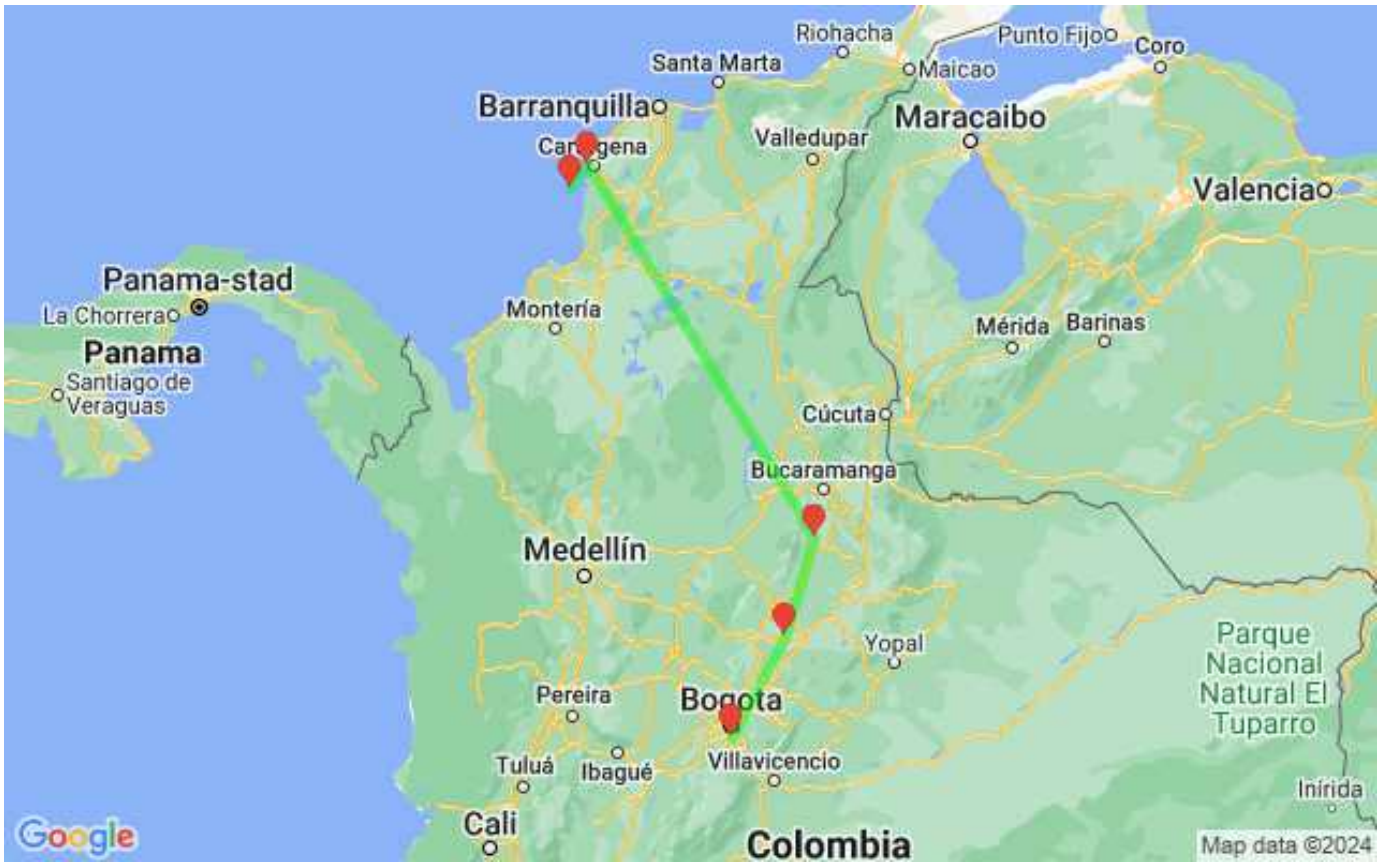 Riohacha
Punto Fijo
Coro
Santa Marta
Maicao
Barranquilla
Maracaibo
Cartagena
Valledupar
Valencia
Panama-stad
La Chorrera
Montería
Mérida
Barinas
Panama
Santiago de
Veraguas
Cúcuta
Bucaramanga
Medellín
Yopal
Parque
Nacional
Natural El
Tuparro
Pereira
Bogota
Villavicencio
Tuluá
Ibagué
Inírida
Cali
Colombia
Google
Map data ©2024